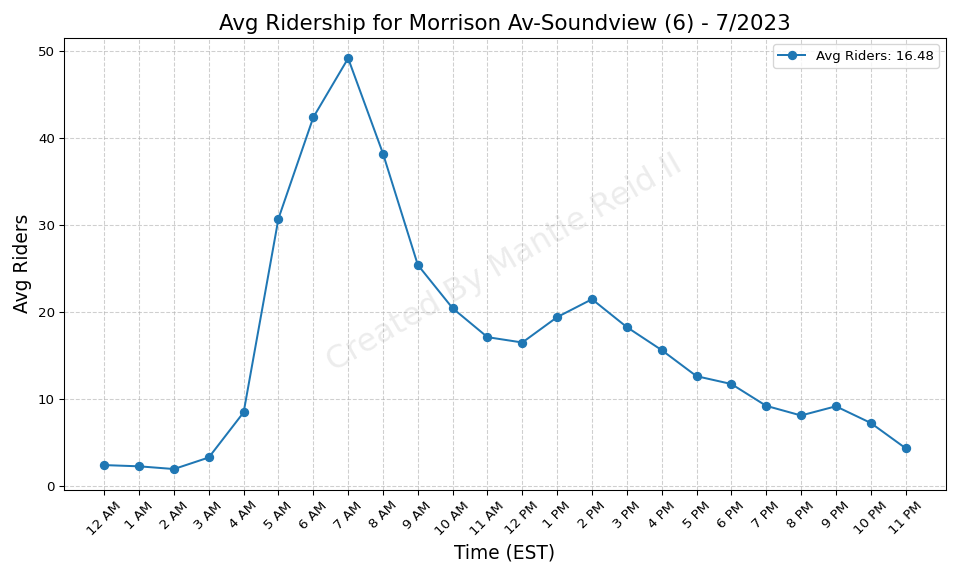 Avg Ridership for Morrison Av-Soundview (6) - 7/2023
Avg Riders: 16.48
50
40
30
20
10
0
Avg Riders
Created By Mantle Reid II
12 AM
1 AM
2 AM
3 AM
4 AM
5 AM
6 AM
7 AM
8 AM
9 AM
10 AM
11 AM
12 PM
1 PM
2 PM
3 PM
4 PM
5 PM
6 PM
7 PM
8 PM
9 PM
10 PM
11 PM
Time (EST)